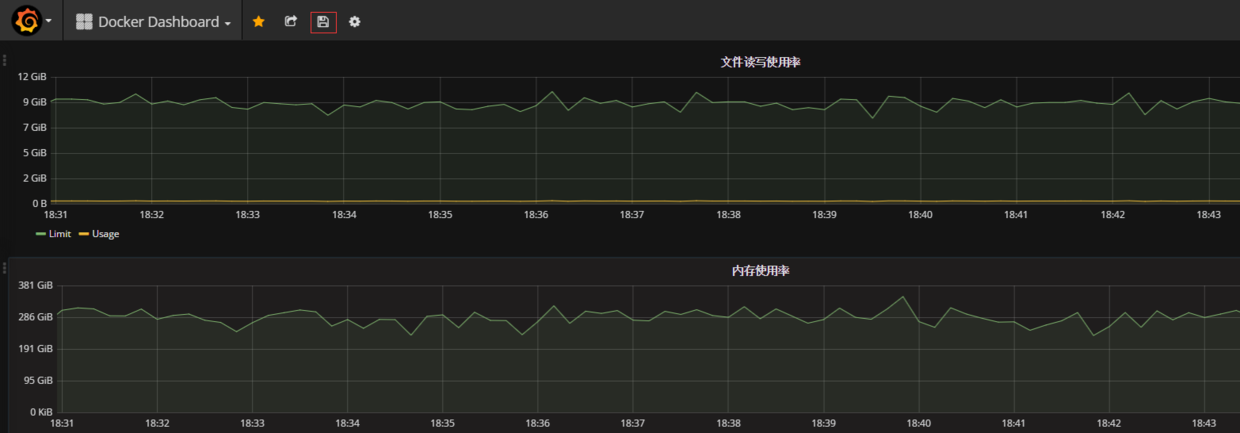 Docker Dashboard
文件读写使用率
12 GiB
9 GiB
7 GiB
5 GiB
2 GiB
0 B
18:31 18:32 18:33 18:34 18:35 18:36 18:37 18:38 18:39 18:40 18:41 18:42 18:43
Limit Usage
内存使用率
381 GiB
286 GiB
191 GiB
95 GiB
0 KiB
18:31 18:32 18:33 18:34 18:35 18:36 18:37 18:38 18:39 18:40 18:41 18:42 18:43